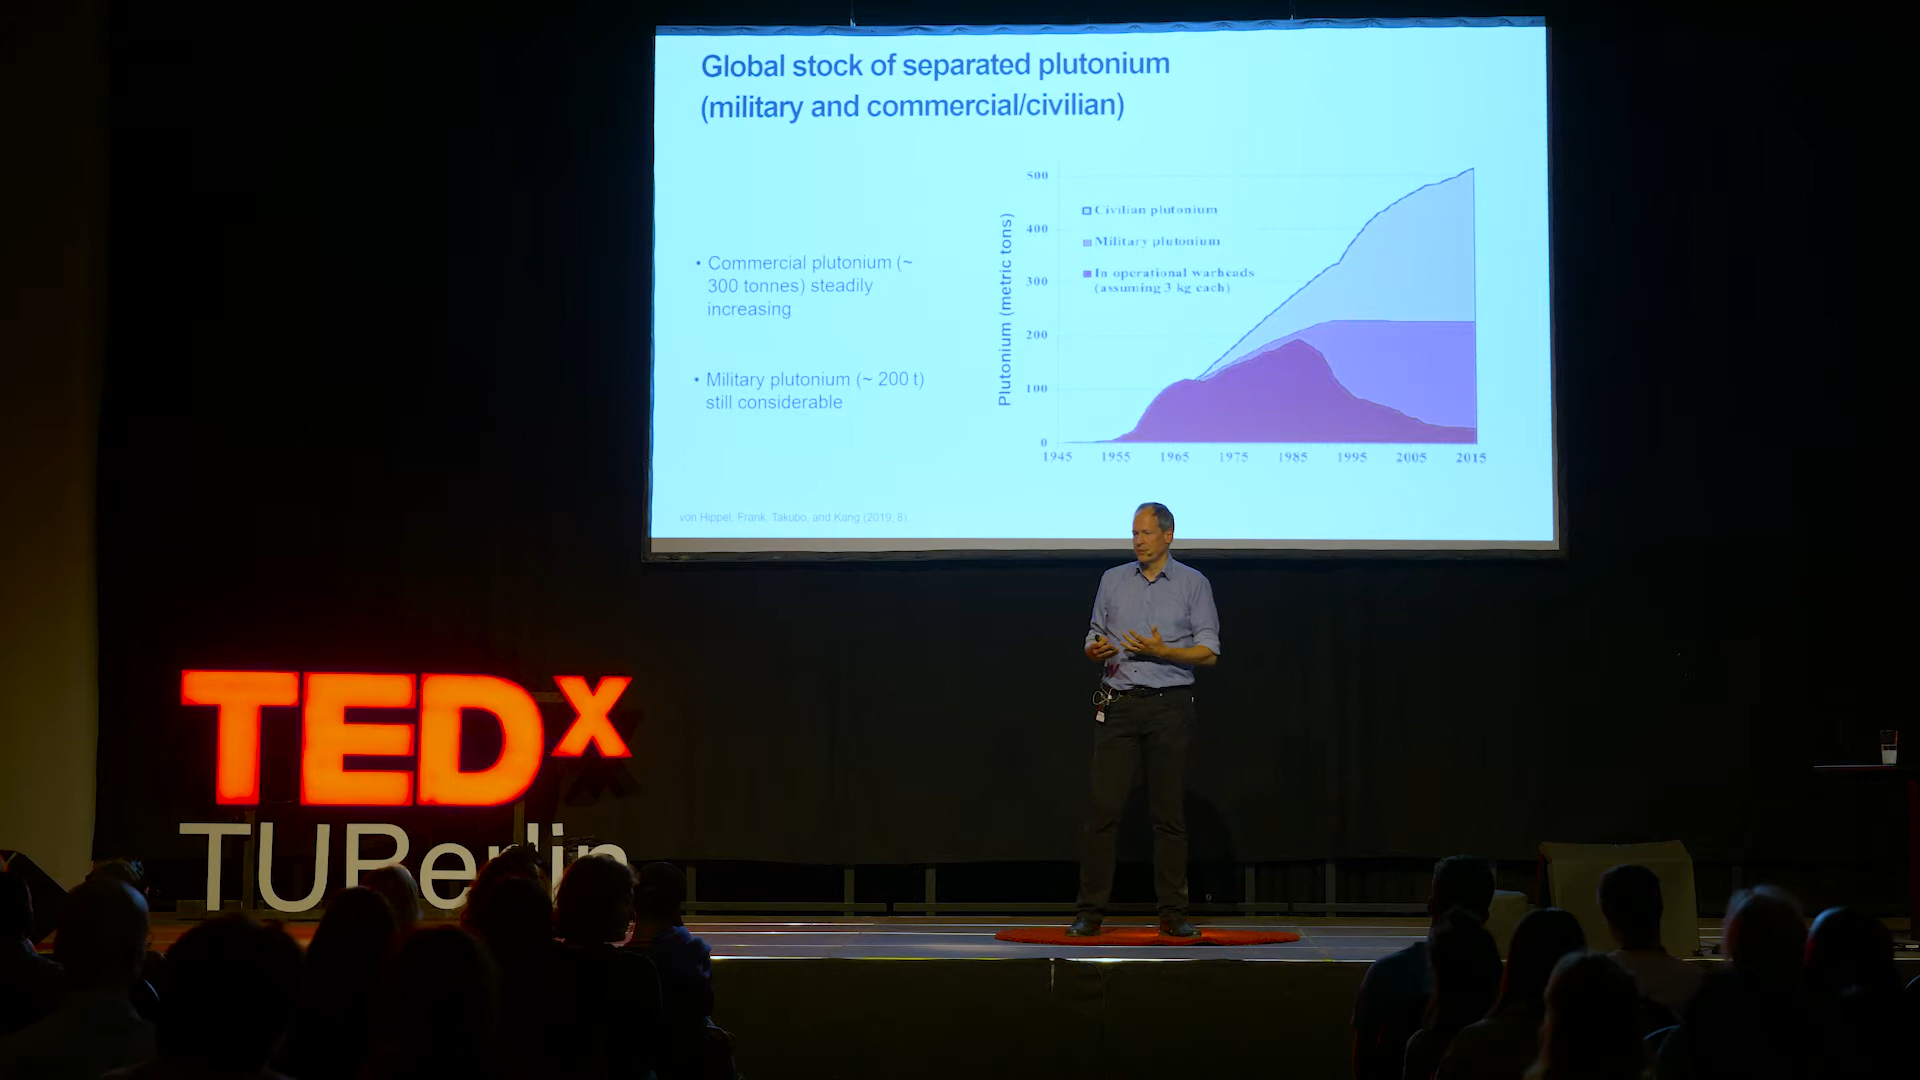 Global stock of separated plutonium
(military and commercial/civilian)
• Commercial plutonium (~
300 tonnes) steadily
increasing
• Military plutonium (~ 200 t)
still considerable
Plutonium (metric tons)
500
400
300
200
100
0
Civilian plutonium
Military plutonium
In operational warheads
(assuming 3 kg each)
1945 1955 1965 1975 1985 1995 2005 2015
von Hippel, Frank, Takubo, and Kang (2019, 8).
TEDx
TUBerlin